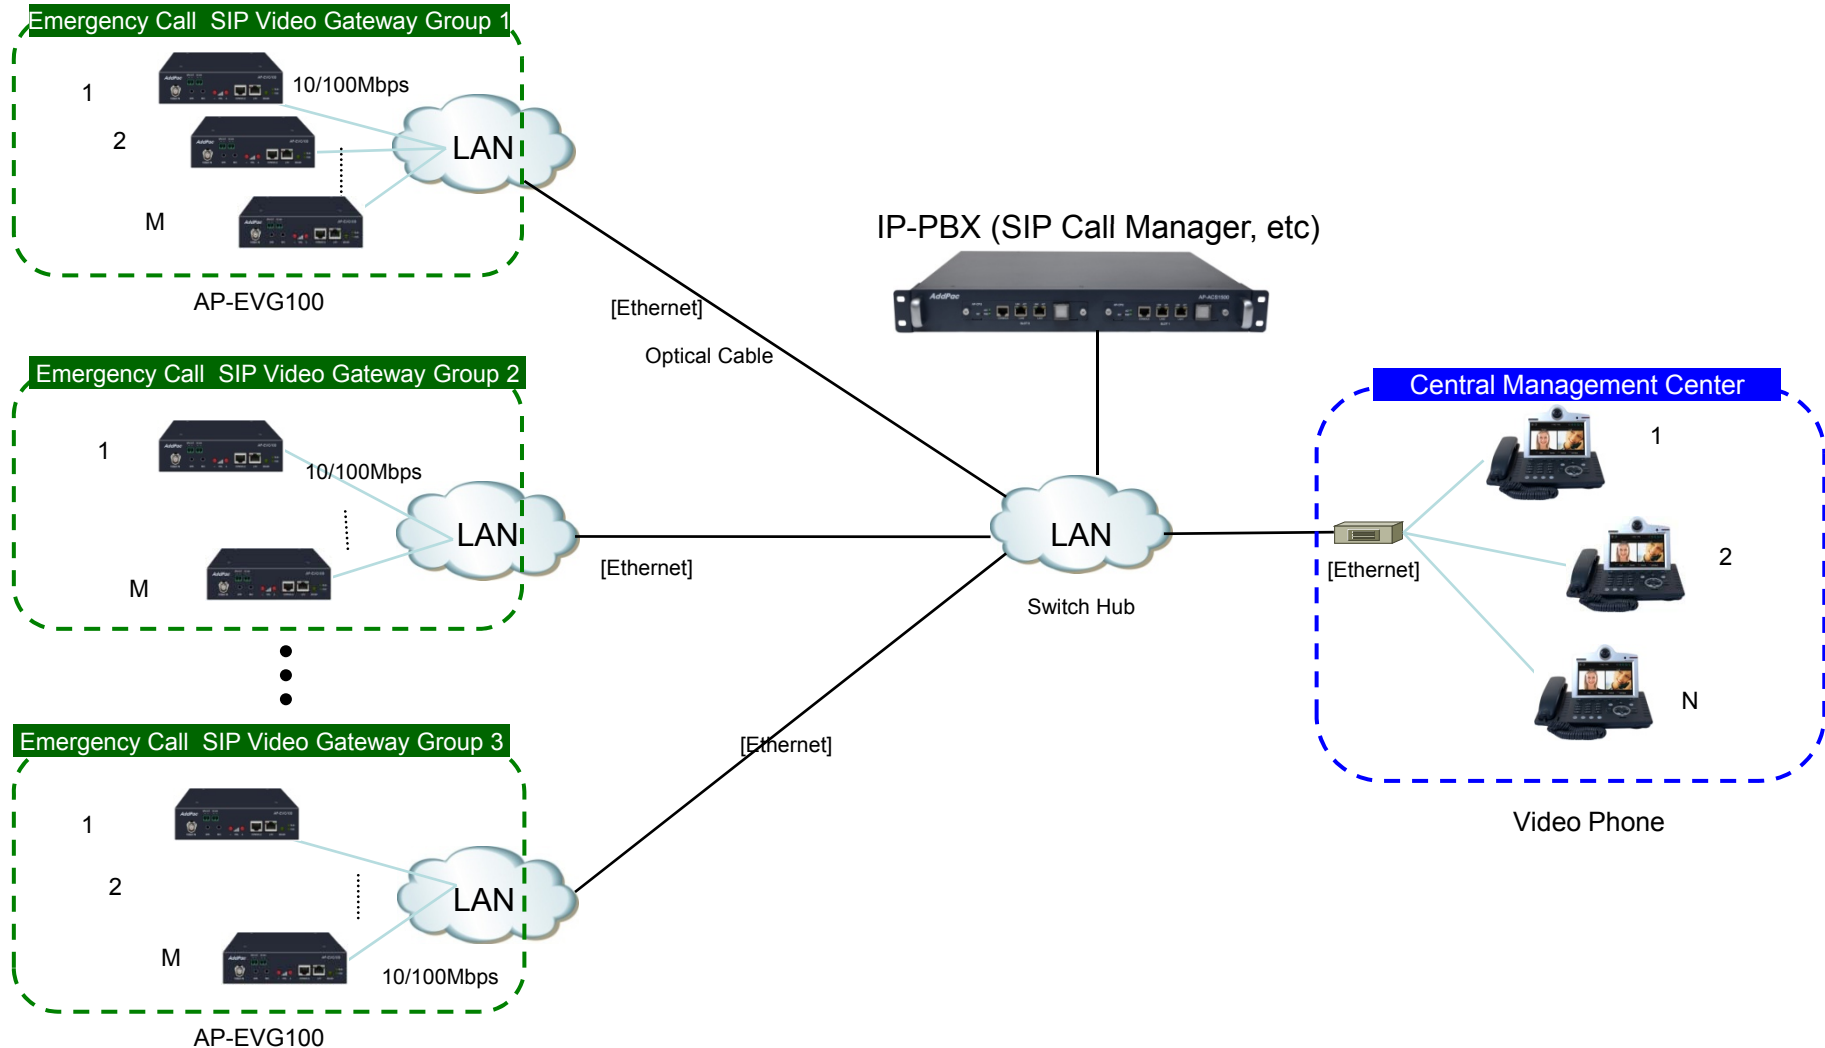 Emergency Call  SIP Video Gateway Group 1
1
10/100Mbps
2
LAN
M
AP-EVG100
[Ethernet]
Optical Cable
IP-PBX (SIP Call Manager, etc)
AddPac
AP-ACS1000
Emergency Call  SIP Video Gateway Group 2
1
10/100Mbps
LAN
M
[Ethernet]
LAN
Switch Hub
Central Management Center
1
2
[Ethernet]
N
Video Phone
Emergency Call  SIP Video Gateway Group 3
[Ethernet]
1
2
LAN
M
10/100Mbps
AP-EVG100